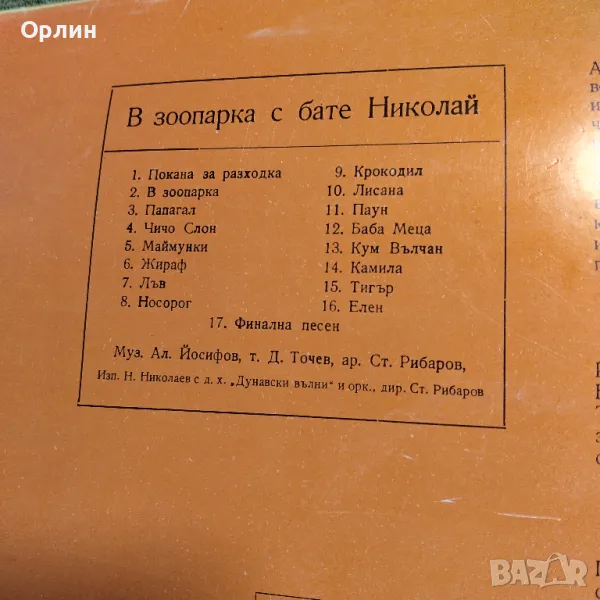 Орлин
В зоопарка с бате Николай
1. Покана за разходка
2. В зоопарка
3. Папагал
4. Чичо Слон
5. Маймунки
6. Жираф
7. Лъв
8. Носорог
9. Крокодил
10. Лисана
11. Паун
12. Баба Меца
13. Кум Вълчан
14. Камила
15. Тигър
16. Елен
17. Финална песен
Муз. Ал. Йосифов, т. Д. Точев, ар. Ст. Рибаров,
Изп. Н. Николаев с д. х. „Дунавски вълни“ и орк., дир. Ст. Рибаров
BAZAR